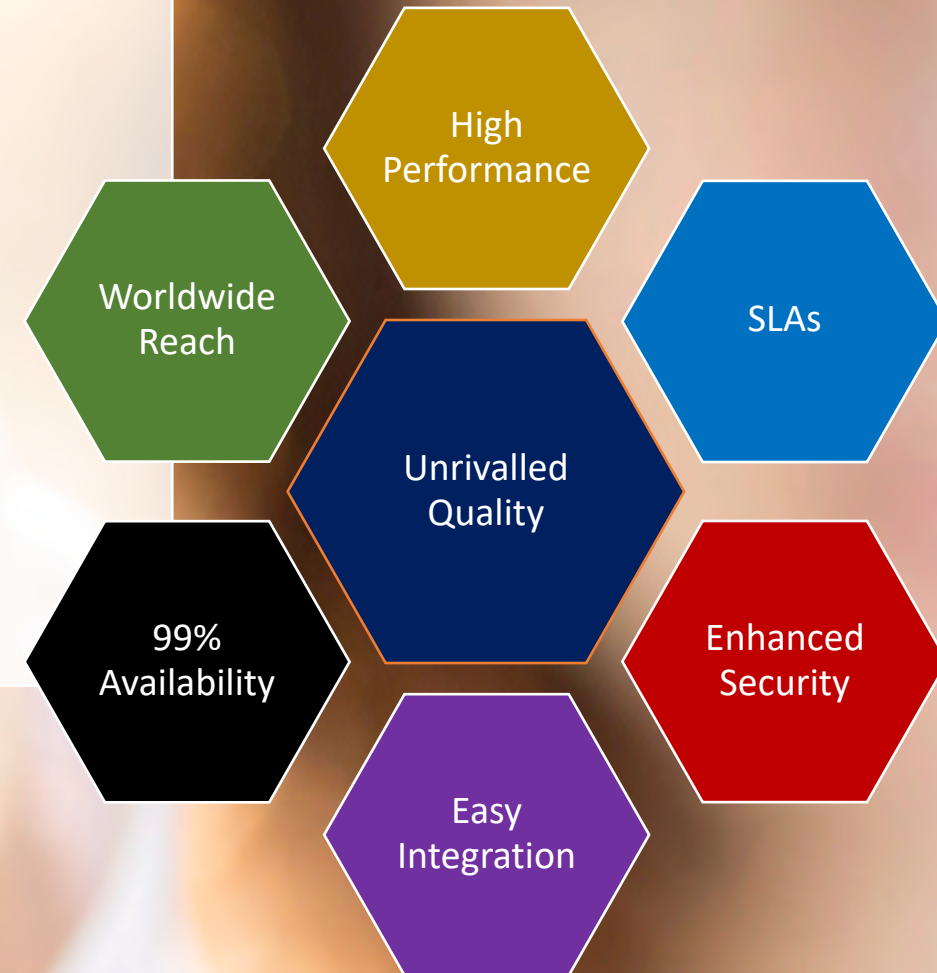 High
Performance
Worldwide
Reach
SLAs
Unrivalled
Quality
99%
Availability
Enhanced
Security
Easy
Integration